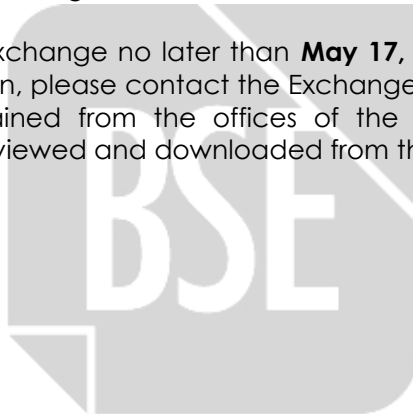 xchange no later than May 17,
n, please contact the Exchange
ained from the offices of the
viewed and downloaded from th
BSE